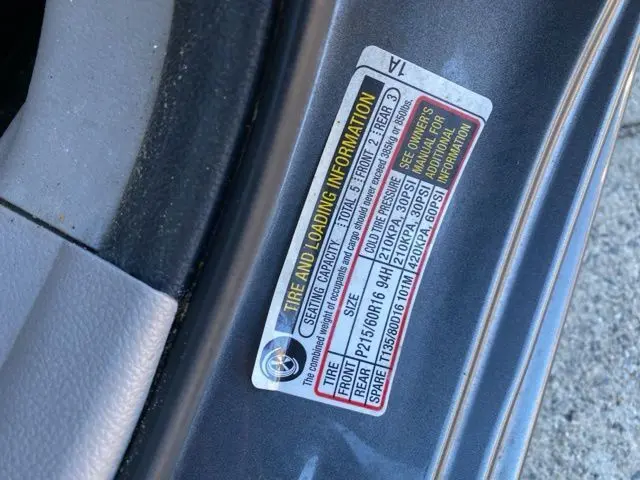 1A
TIRE AND LOADING INFORMATION
SEATING CAPACITY TOTAL 5 FRONT 2 REAR 3
The combined weight of occupants and cargo should never exceed 385kg or 850lbs.
TIRE SIZE COLD TIRE PRESSURE
FRONT P215/60R16 94H 210KPA, 30PSI
REAR 210KPA, 30PSI
SPARE T135/80D16 101M 420KPA, 60PSI
SEE OWNER'S
MANUAL FOR
ADDITIONAL
INFORMATION